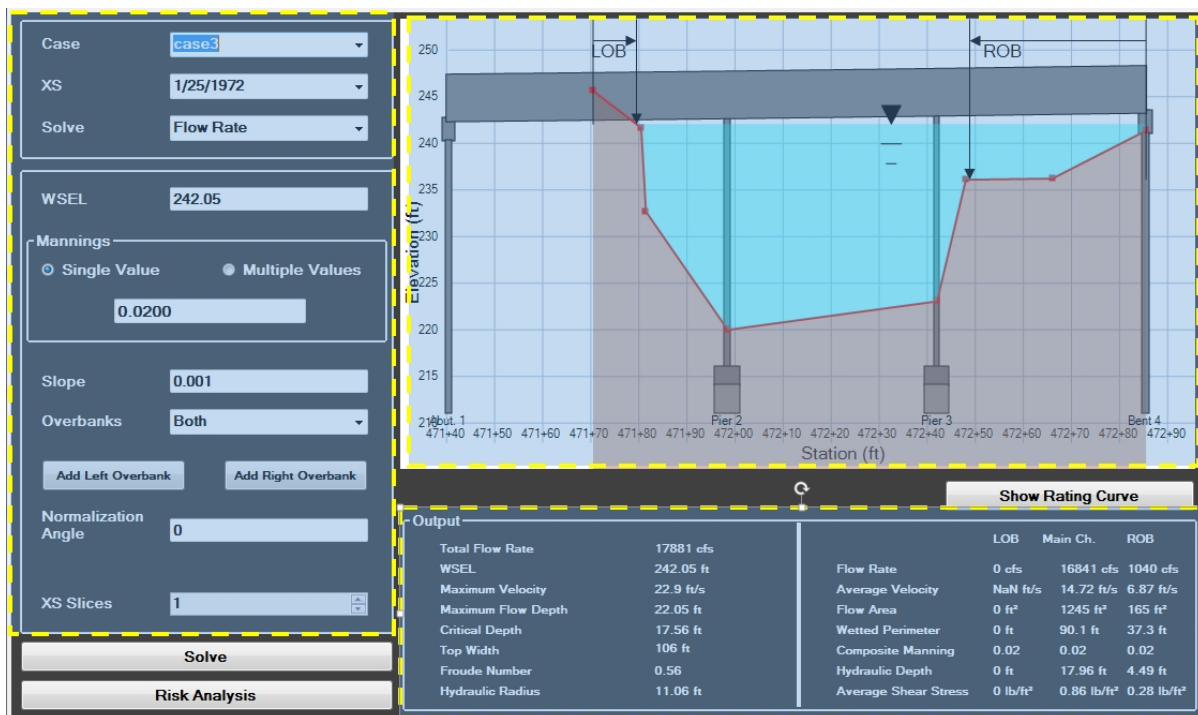 Case case3
XS 1/25/1972
Solve Flow Rate
WSEL 242.05
Mannings
Single Value Multiple Values
0.0200
Slope 0.001
Overbanks Both
Add Left Overbank Add Right Overbank
Normalization
Angle 0
XS Slices 1
Solve
Risk Analysis
LOB ROB
250
245
240
235
230
225
220
215
210
Elevation (ft)
Abut. 1 Pier 2 Pier 3 Bent 4
471+40 471+50 471+60 471+70 471+80 471+90 472+00 472+10 472+20 472+30 472+40 472+50 472+60 472+70 472+80 472+90
Station (ft)
Show Rating Curve
Output
Total Flow Rate 17881 cfs
WSEL 242.05 ft
Maximum Velocity 22.9 ft/s
Maximum Flow Depth 22.05 ft
Critical Depth 17.56 ft
Top Width 106 ft
Froude Number 0.56
Hydraulic Radius 11.06 ft
LOB Main Ch. ROB
Flow Rate 0 cfs 16841 cfs 1040 cfs
Average Velocity NaN ft/s 14.72 ft/s 6.87 ft/s
Flow Area 0 ft² 1245 ft² 165 ft²
Wetted Perimeter 0 ft 90.1 ft 37.3 ft
Composite Manning 0.02 0.02 0.02
Hydraulic Depth 0 ft 17.96 ft 4.49 ft
Average Shear Stress 0 lb/ft² 0.86 lb/ft² 0.28 lb/ft²